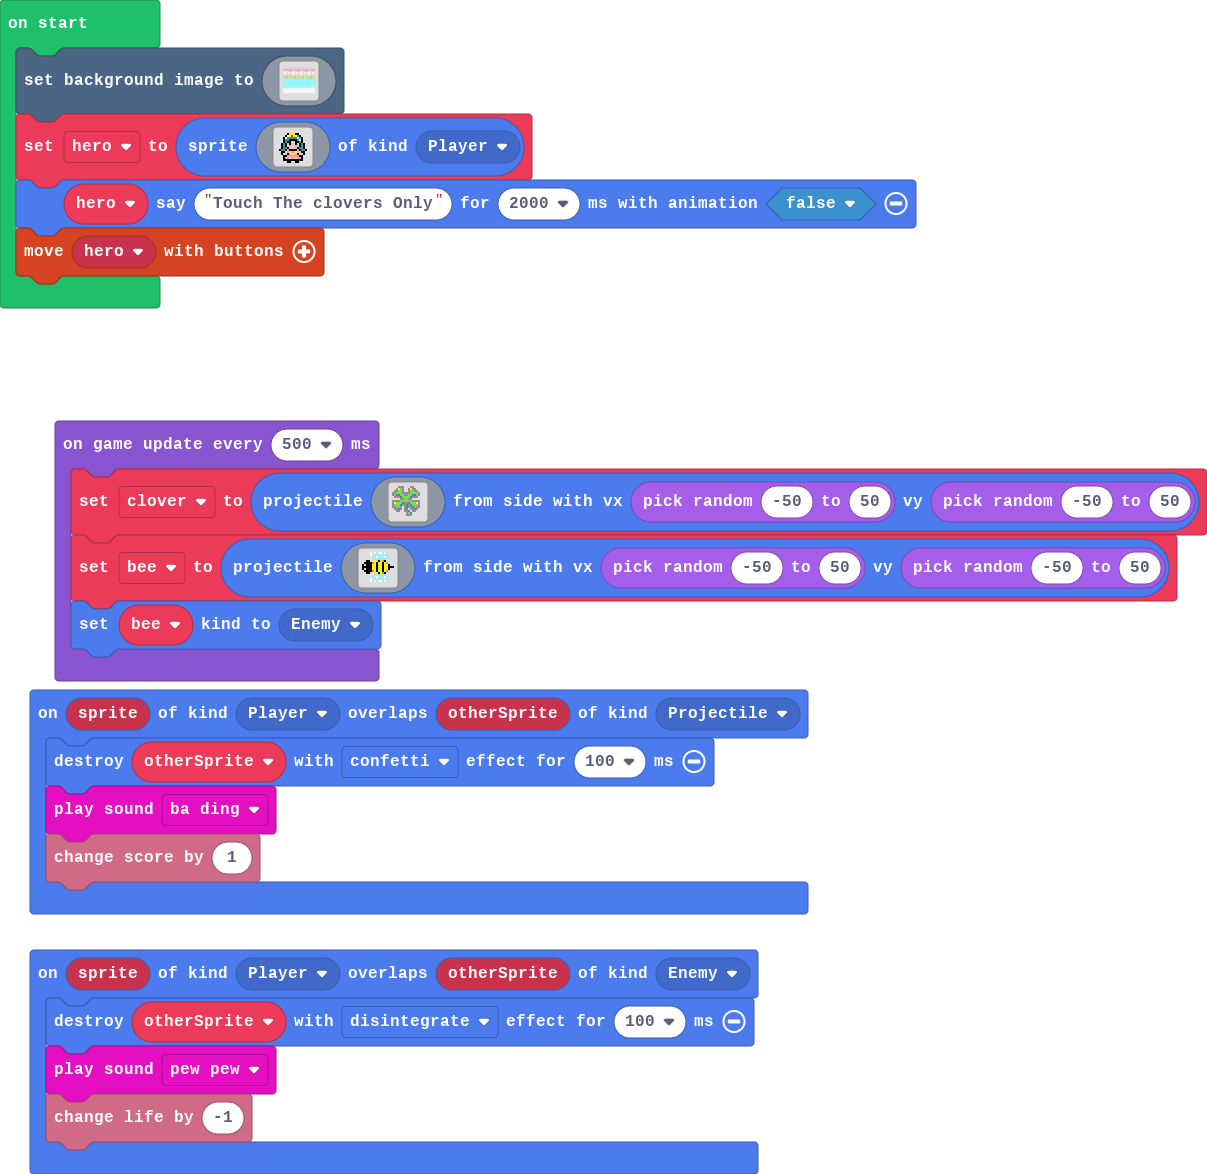 on start
set background image to
set hero to sprite of kind Player
hero say "Touch The clovers Only" for 2000 ms with animation false
move hero with buttons
on game update every 500 ms
set clover to projectile from side with vx pick random -50 to 50 vy pick random -50 to 50
set bee to projectile from side with vx pick random -50 to 50 vy pick random -50 to 50
set bee kind to Enemy
on sprite of kind Player overlaps otherSprite of kind Projectile
destroy otherSprite with confetti effect for 100 ms
play sound ba ding
change score by 1
on sprite of kind Player overlaps otherSprite of kind Enemy
destroy otherSprite with disintegrate effect for 100 ms
play sound pew pew
change life by -1